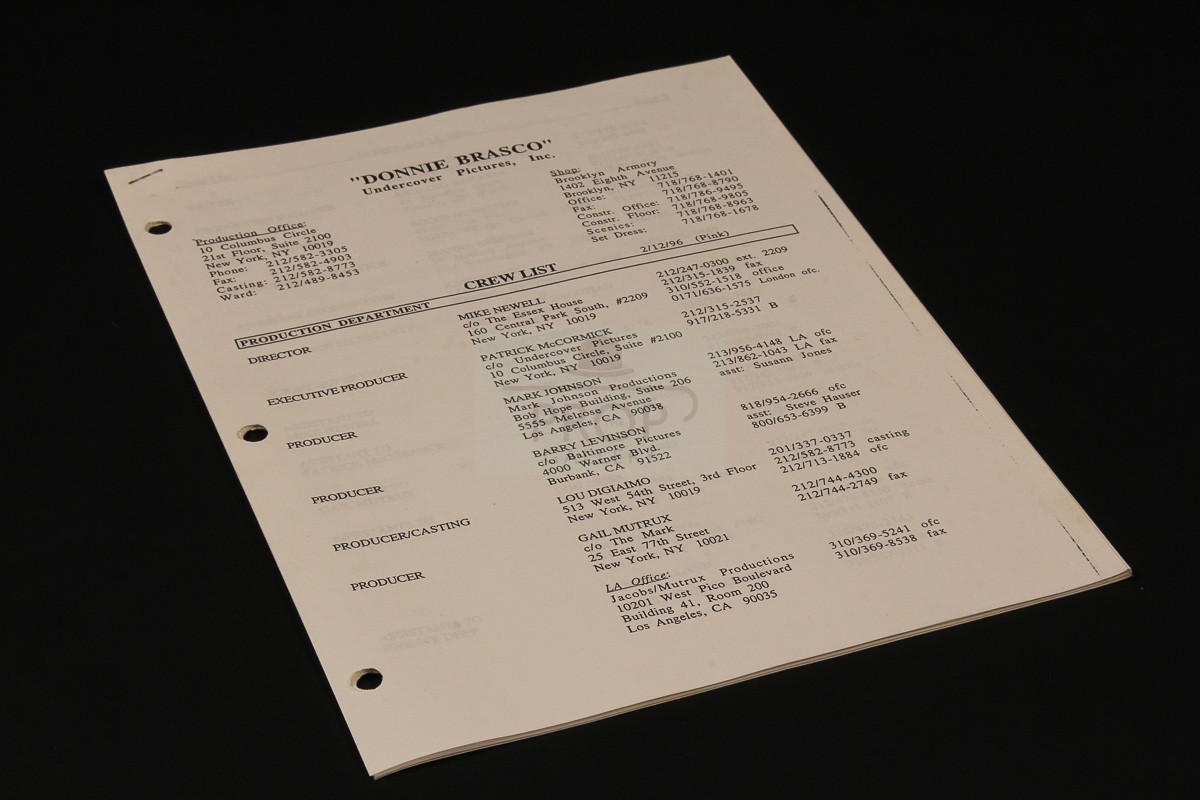 "DONNIE BRASCO"
Undercover Pictures, Inc.
Production Office:
10 Columbus Circle
21st Floor, Suite 2100
New York, NY 10019
Phone: 212/582-3305
Fax: 212/582-4903
Casting: 212/582-8773
Ward: 212/489-8453
Shop:
Brooklyn Armory
1402 Eighth Avenue
Brooklyn, NY 11215
Office: 718/768-1401
Fax: 718/768-8790
Constr. Office: 718/786-9495
Constr. Floor: 718/768-9805
Scenics: 718/768-8963
Set Dress: 718/768-1678
CREW LIST
2/12/96 (Pink)
PRODUCTION DEPARTMENT
DIRECTOR
MIKE NEWELL
c/o The Essex House
160 Central Park South, #2209
New York, NY 10019
212/247-0300 ext. 2209
212/315-1839 fax
310/552-1518 office
0171/636-1575 London ofc.
EXECUTIVE PRODUCER
PATRICK McCORMICK
c/o Undercover Pictures
10 Columbus Circle, Suite #2100
New York, NY 10019
212/315-2537
917/218-5331 B
PRODUCER
MARK JOHNSON
Mark Johnson Productions
Bob Hope Building, Suite 206
5555 Melrose Avenue
Los Angeles, CA 90038
213/956-4148 LA ofc
213/862-1043 LA fax
asst: Susann Jones
PRODUCER
BARRY LEVINSON
c/o Baltimore Pictures
4000 Warner Blvd.
Burbank, CA 91522
818/954-2666 ofc
asst: Steve Hauser
800/653-6399 B
PRODUCER/CASTING
LOU DIGIAIMO
513 West 54th Street, 3rd Floor
New York, NY 10019
201/337-0337
212/582-8773 casting
212/713-1884 ofc
PRODUCER
GAIL MUTRUX
c/o The Mark
25 East 77th Street
New York, NY 10021
212/744-4300
212/744-2749 fax
LA Office:
Jacobs/Mutrux Productions
10201 West Pico Boulevard
Building 41, Room 200
Los Angeles, CA 90035
310/369-5241 ofc
310/369-8538 fax